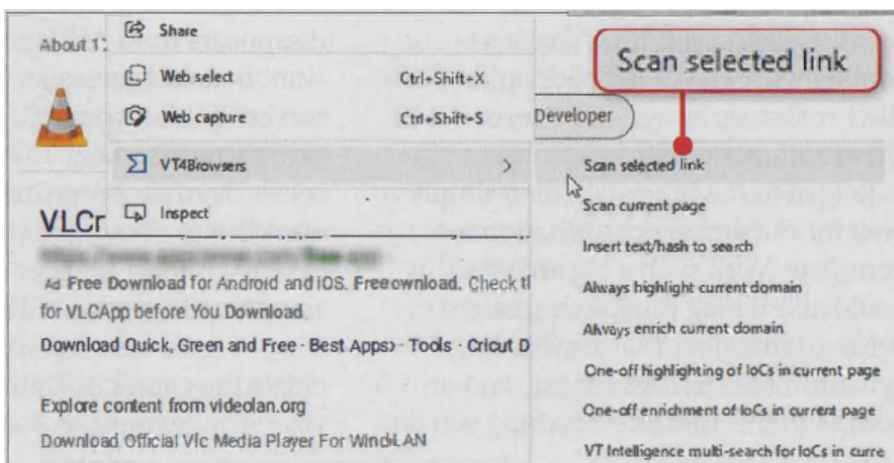 About 1
Share
Web select Ctrl+Shift+X
Web capture Ctrl+Shift+S
VT4Browsers
Inspect
Developer
Scan selected link
Scan selected link
Scan current page
Insert text/hash to search
Always highlight current domain
Always enrich current domain
One-off highlighting of IoCs in current page
One-off enrichment of IoCs in current page
VT Intelligence multi-search for IoCs in curre
VLCr
Ad Free Download for Android and iOS. Freeownload. Check tl
for VLCApp before You Download.
Download Quick, Green and Free · Best Apps · Tools · Cricut D
Explore content from videolan.org
Download Official Vlc Media Player For WindLAN